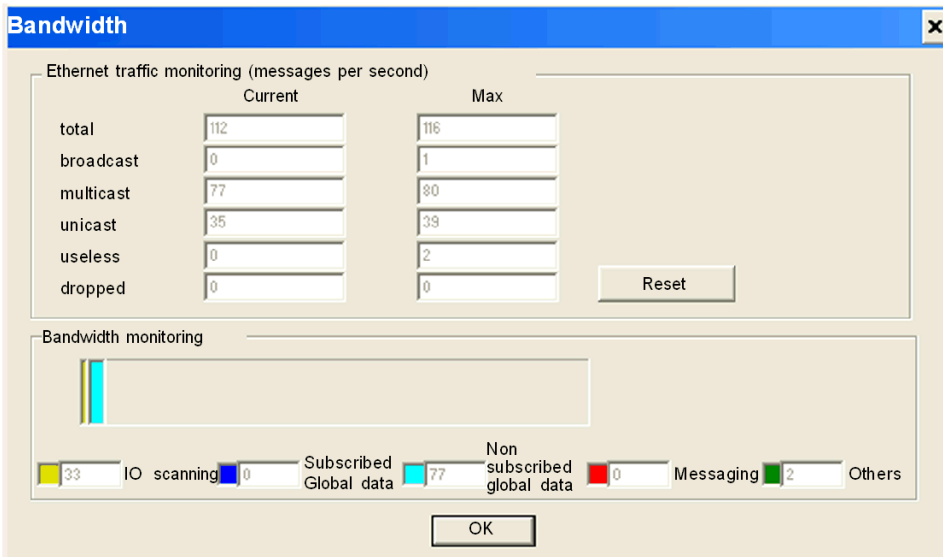 Bandwidth
Ethernet traffic monitoring (messages per second)
Current Max
total 112 116
broadcast 0 1
multicast 77 80
unicast 35 39
useless 0 2
dropped 0 0
Reset
Bandwidth monitoring
33 IO scanning
0 Subscribed
Global data
77 Non
subscribed
global data
0 Messaging
2 Others
OK